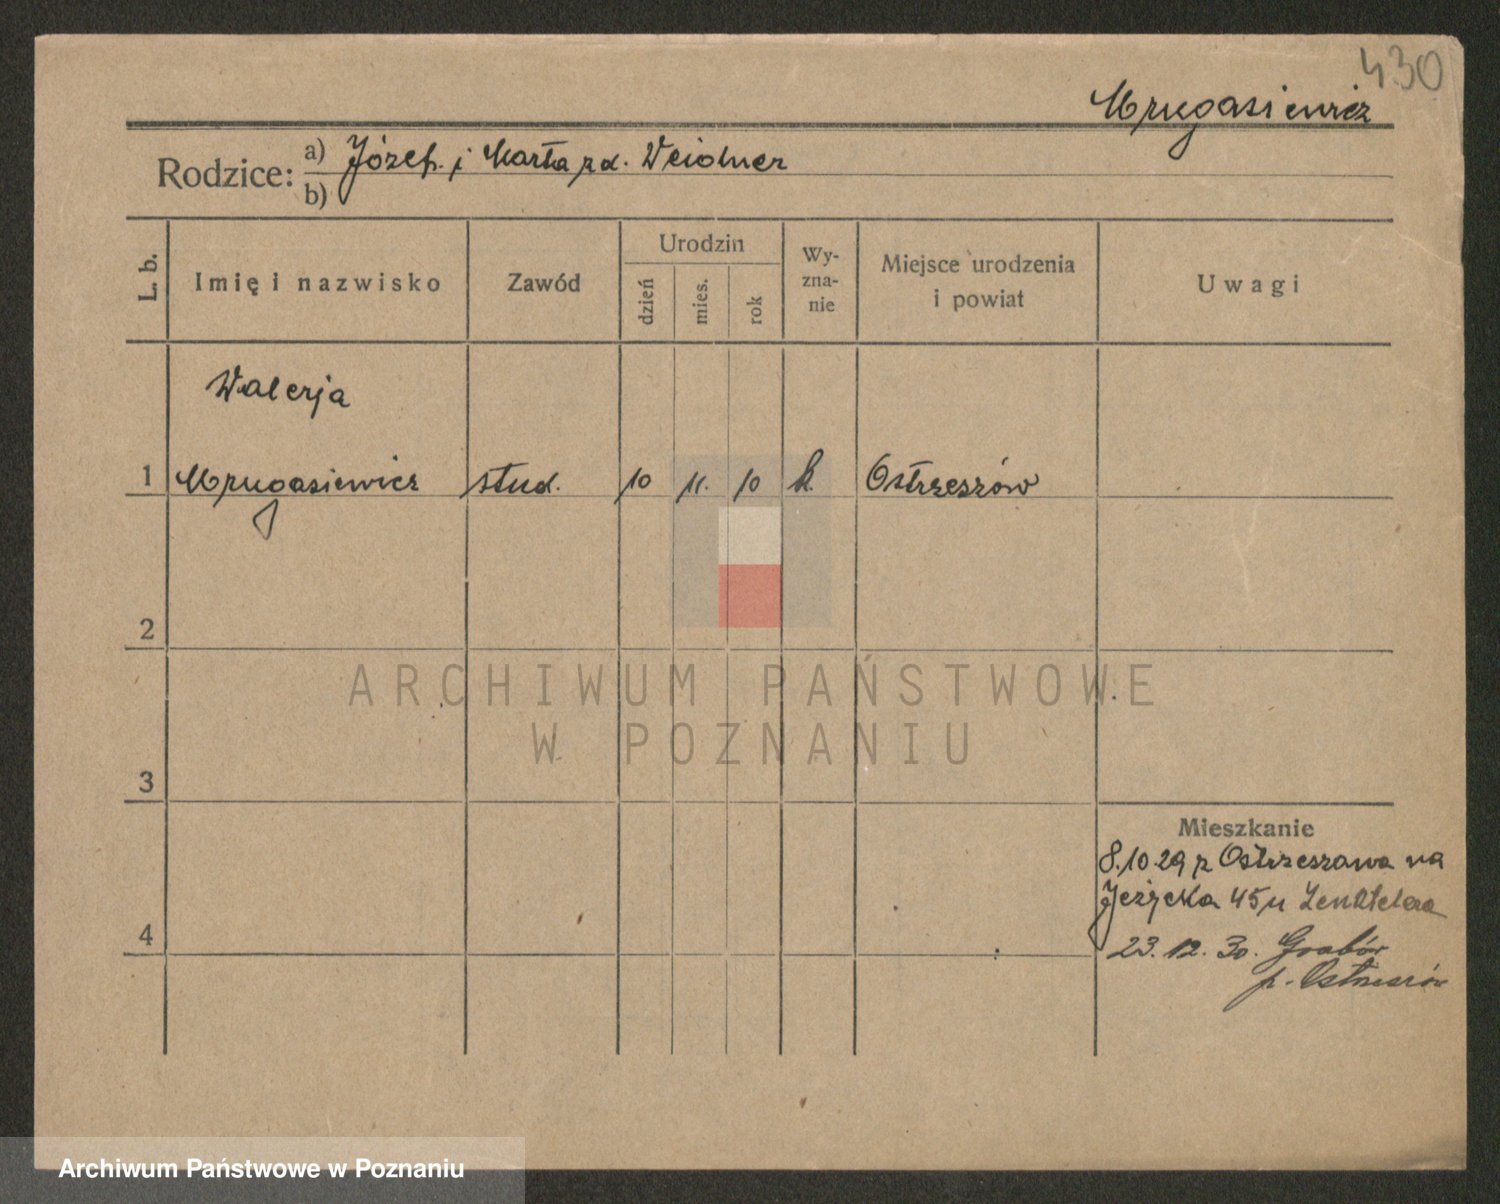 430
Mrugasiewicz
Rodzice: a) Józef i Marta zd. Weidner
b)
L. b.
Imię i nazwisko
Zawód
Urodzin
dzień
mies.
rok
Wy-
zna-
nie
Miejsce urodzenia
i powiat
Uwagi
Walerja
1 Mrugasiewicz stud. 10 11. 10 k. Ostrzeszów
2
3
4
Mieszkanie
8.10.29 z Ostrzeszowa na
Jeżycka 45 u
23. 12. 30. Grabów
p. Ostrzeszów
ARCHIWUM PAŃSTWOWE
W POZNANIU
Archiwum Państwowe w Poznaniu